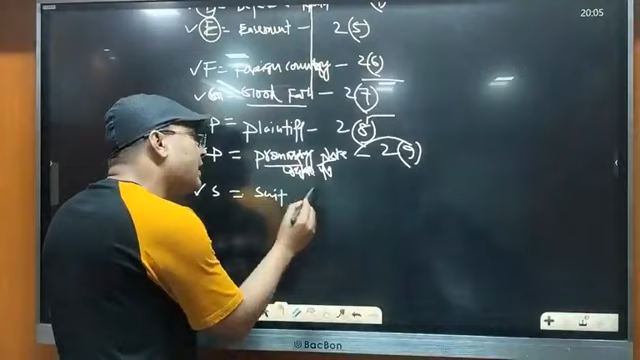 20:05
✓ E = Easement - 2(5)
✓ F = Foreign country - 2(6)
✓ G = Good Faith - 2(7)
P = plaintiff - 2(8)
P = promissory Note - 2(9)
✓ S = Suit
BacBon